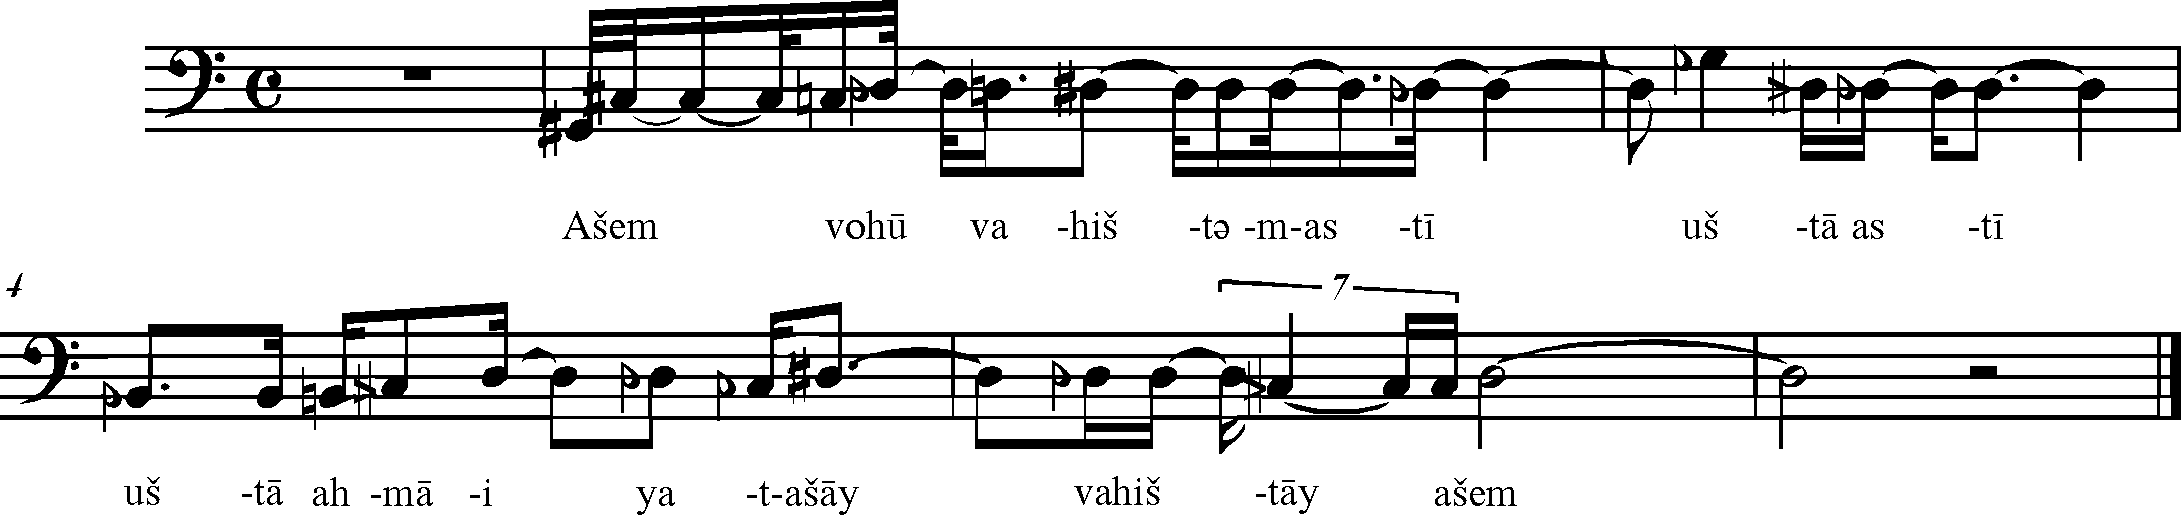 Ašem vohū va -hiš -tə -m-as -tī uš -tā as -tī
4
7
uš -tā ah -mā -i ya -t-ašāy vahiš -tāy ašem